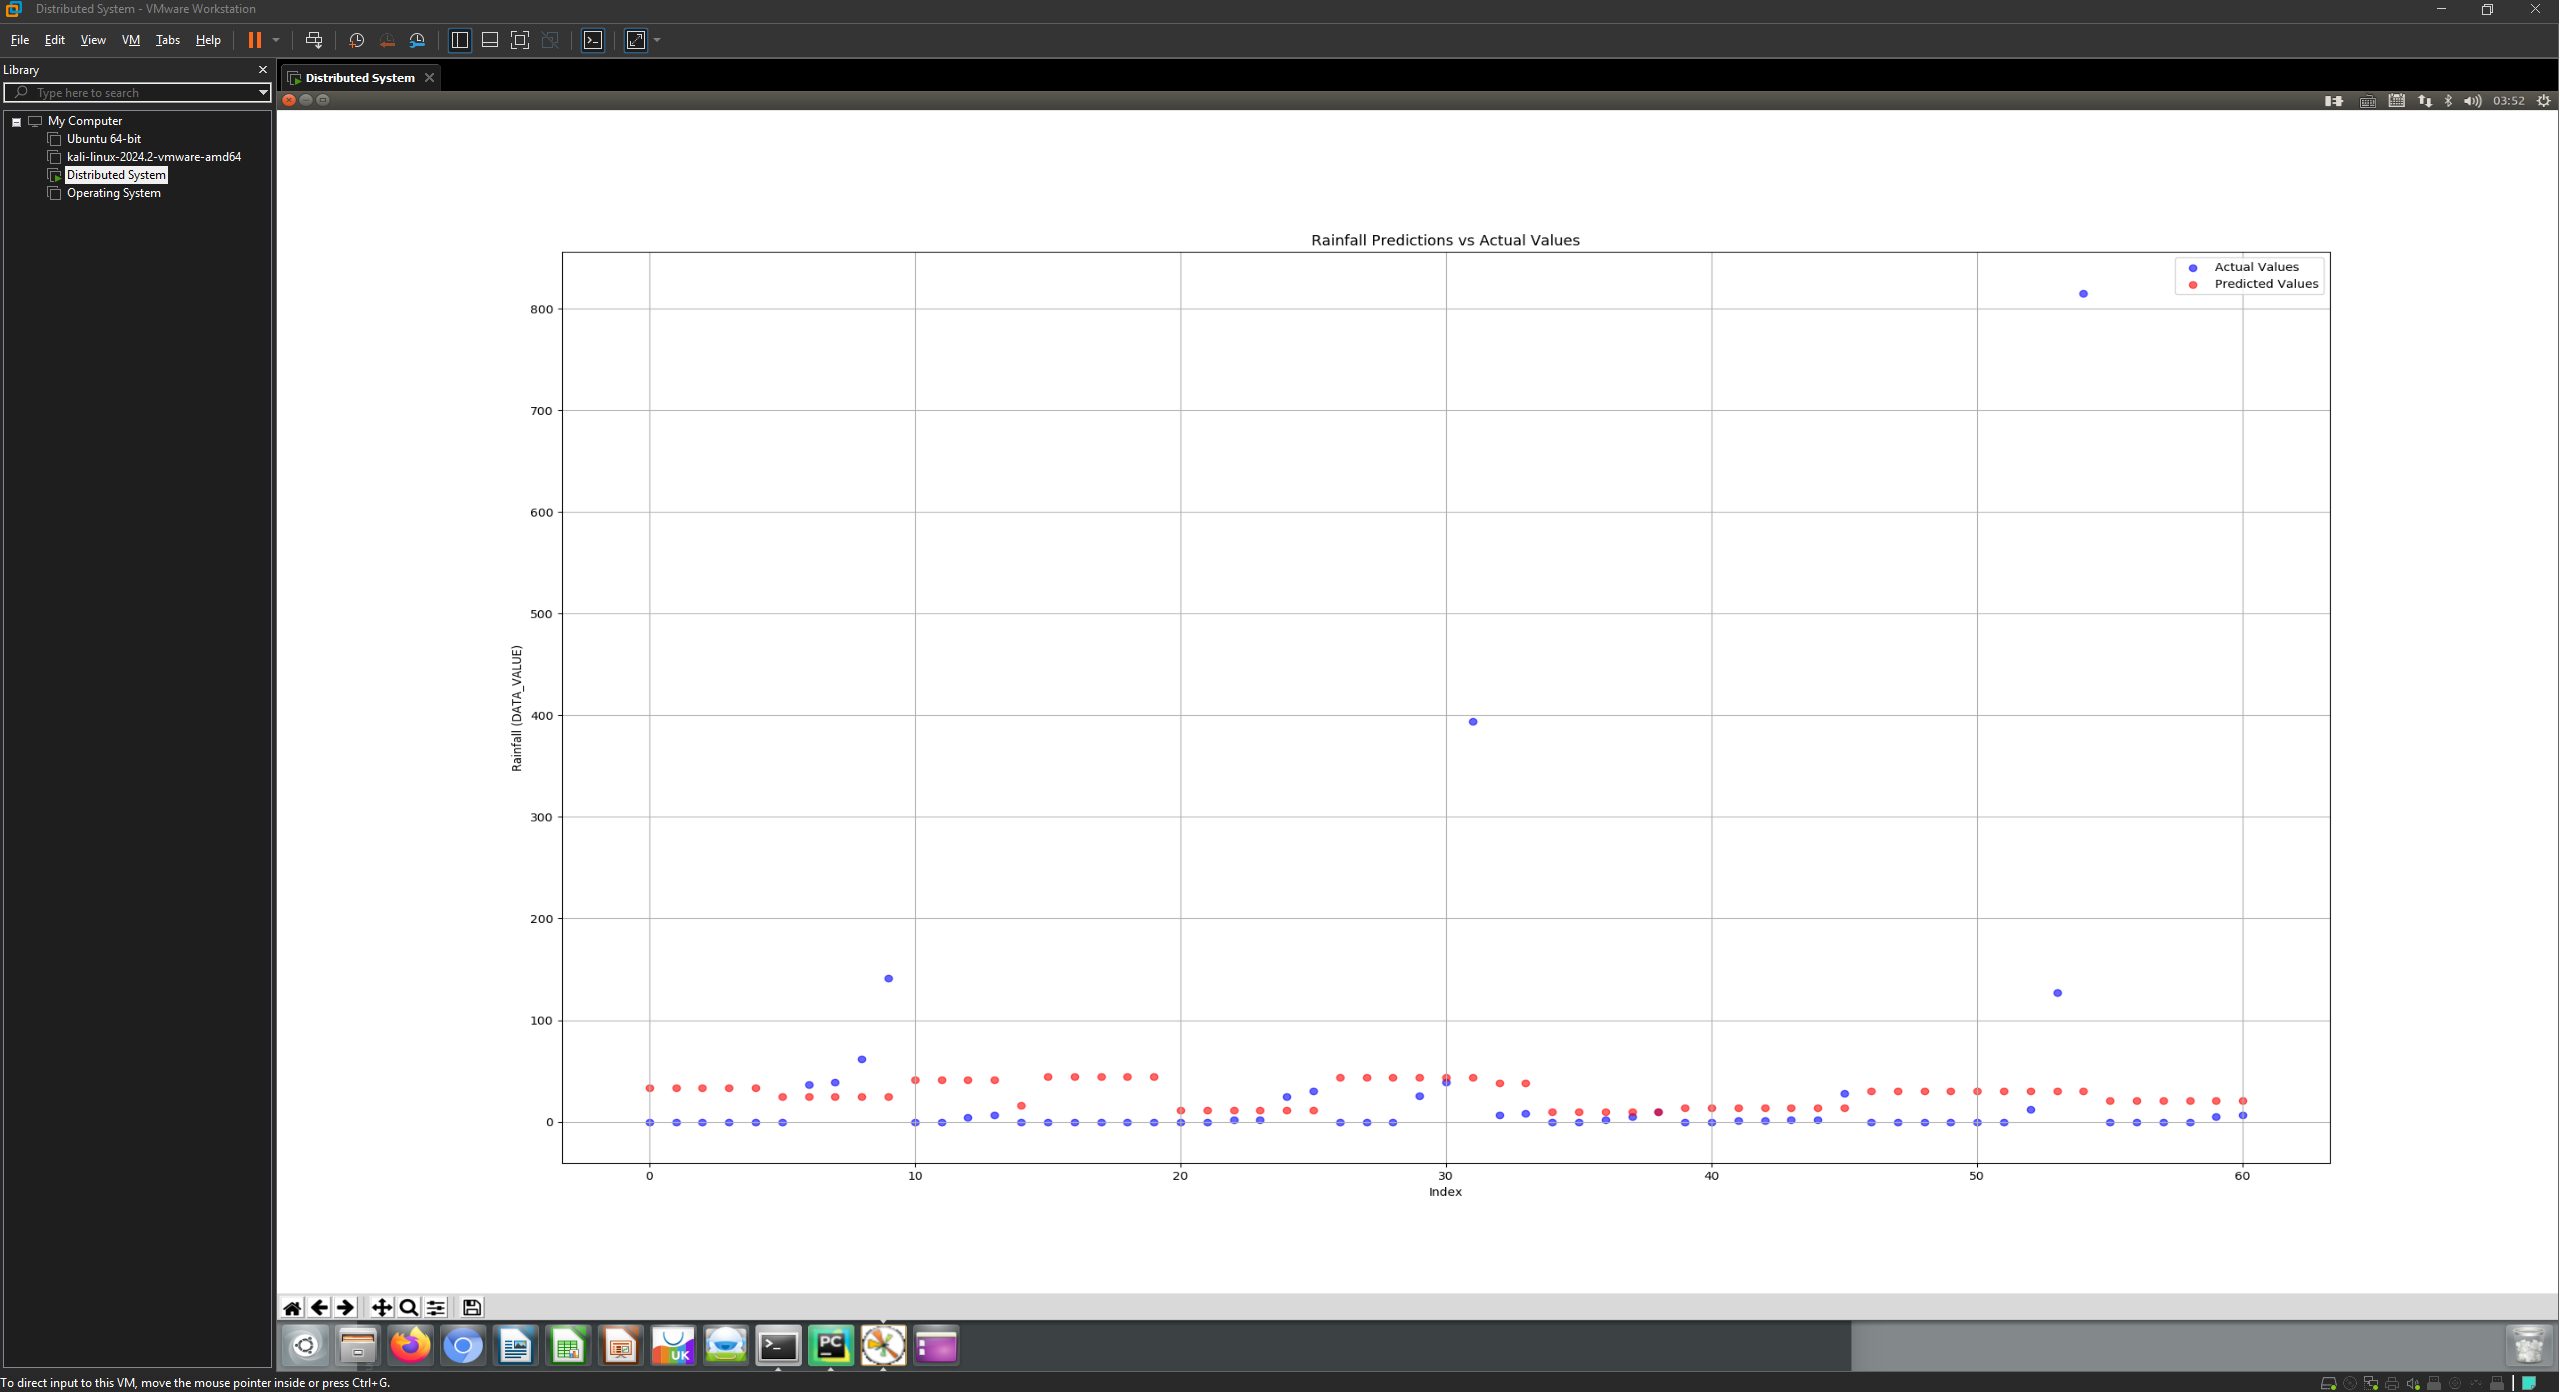 Distributed System - VMware Workstation
File Edit View VM Tabs Help
Library
Type here to search
My Computer
Ubuntu 64-bit
kali-linux-2024.2-vmware-amd64
Distributed System
Operating System
Distributed System
03:52
Rainfall Predictions vs Actual Values
Actual Values
Predicted Values
Rainfall (DATA_VALUE)
800
700
600
500
400
300
200
100
0
0 10 20 30 40 50 60
Index
UK
PC
To direct input to this VM, move the mouse pointer inside or press Ctrl+G.